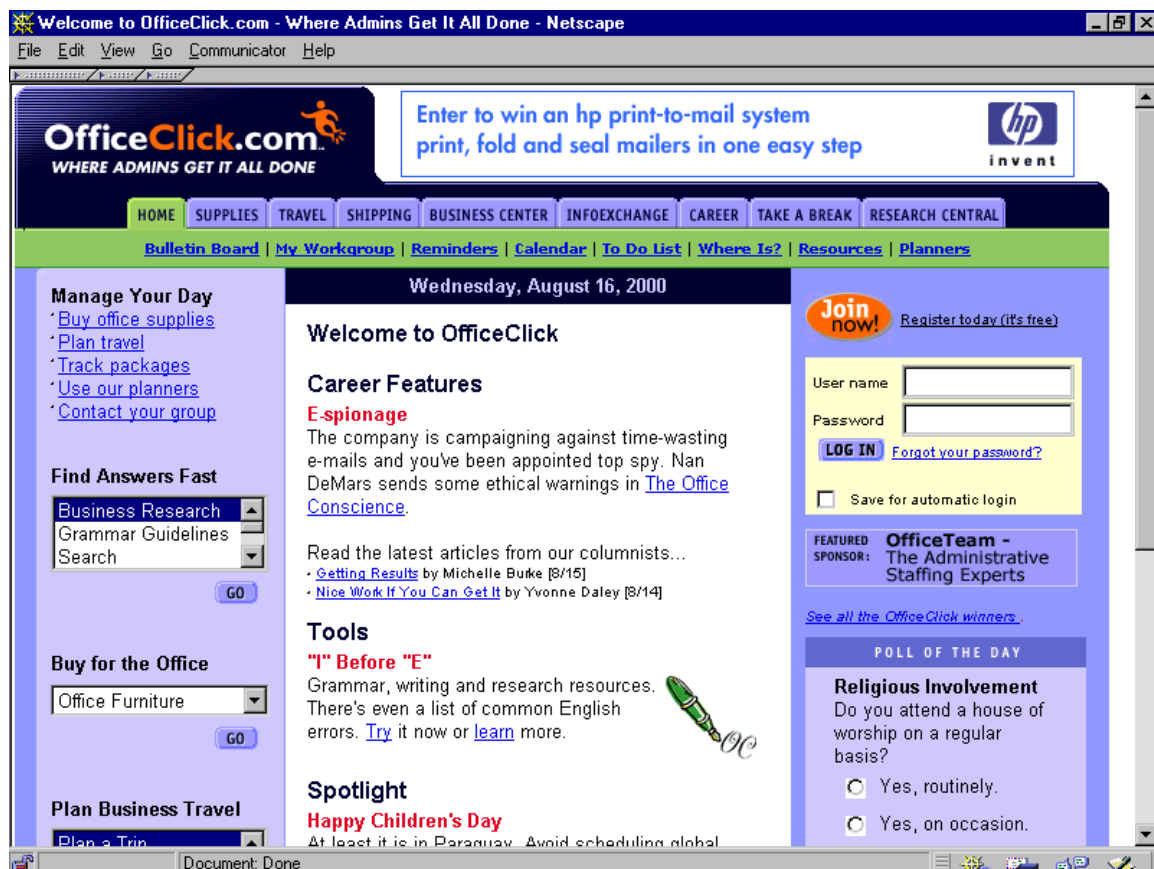 Welcome to OfficeClick.com - Where Admins Get It All Done - Netscape
File Edit View Go Communicator Help
OfficeClick.com
WHERE ADMINS GET IT ALL DONE
Enter to win an hp print-to-mail system
print, fold and seal mailers in one easy step
hp
invent
HOME SUPPLIES TRAVEL SHIPPING BUSINESS CENTER INFOEXCHANGE CAREER TAKE A BREAK RESEARCH CENTRAL
Bulletin Board | My Workgroup | Reminders | Calendar | To Do List | Where Is? | Resources | Planners
Manage Your Day
Buy office supplies
Plan travel
Track packages
Use our planners
Contact your group
Find Answers Fast
Business Research
Grammar Guidelines
Search
GO
Buy for the Office
Office Furniture
GO
Plan Business Travel
Plan a Trip
Wednesday, August 16, 2000
Welcome to OfficeClick
Career Features
E-spionage
The company is campaigning against time-wasting
e-mails and you've been appointed top spy. Nan
DeMars sends some ethical warnings in The Office
Conscience.
Read the latest articles from our columnists...
· Getting Results by Michelle Burke [8/15]
· Nice Work If You Can Get It by Yvonne Daley [8/14]
Tools
"I" Before "E"
Grammar, writing and research resources.
There's even a list of common English
errors. Try it now or learn more.
OC
Spotlight
Happy Children's Day
At least it is in Paraguay. Avoid scheduling global
Join now!
Register today (it's free)
User name
Password
LOG IN Forgot your password?
Save for automatic login
FEATURED SPONSOR:
OfficeTeam -
The Administrative
Staffing Experts
See all the OfficeClick winners.
POLL OF THE DAY
Religious Involvement
Do you attend a house of
worship on a regular
basis?
Yes, routinely.
Yes, on occasion.
Document: Done